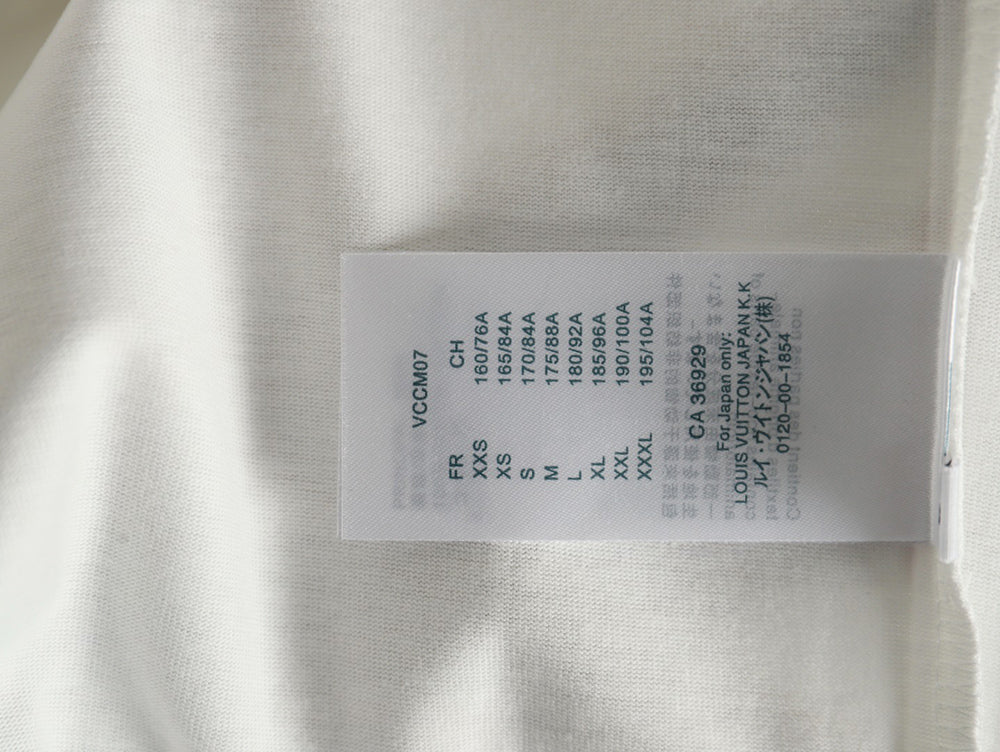 VCCM07
FR CH
XXS 160/76A
XS 165/84A
S 170/84A
M 175/88A
L 180/92A
XL 185/96A
XXL 190/100A
XXXL 195/104A
CA 36929
For Japan only:
LOUIS VUITTON JAPAN K.K
ルイ・ヴィトンジャパン(株)
0120-00-1854